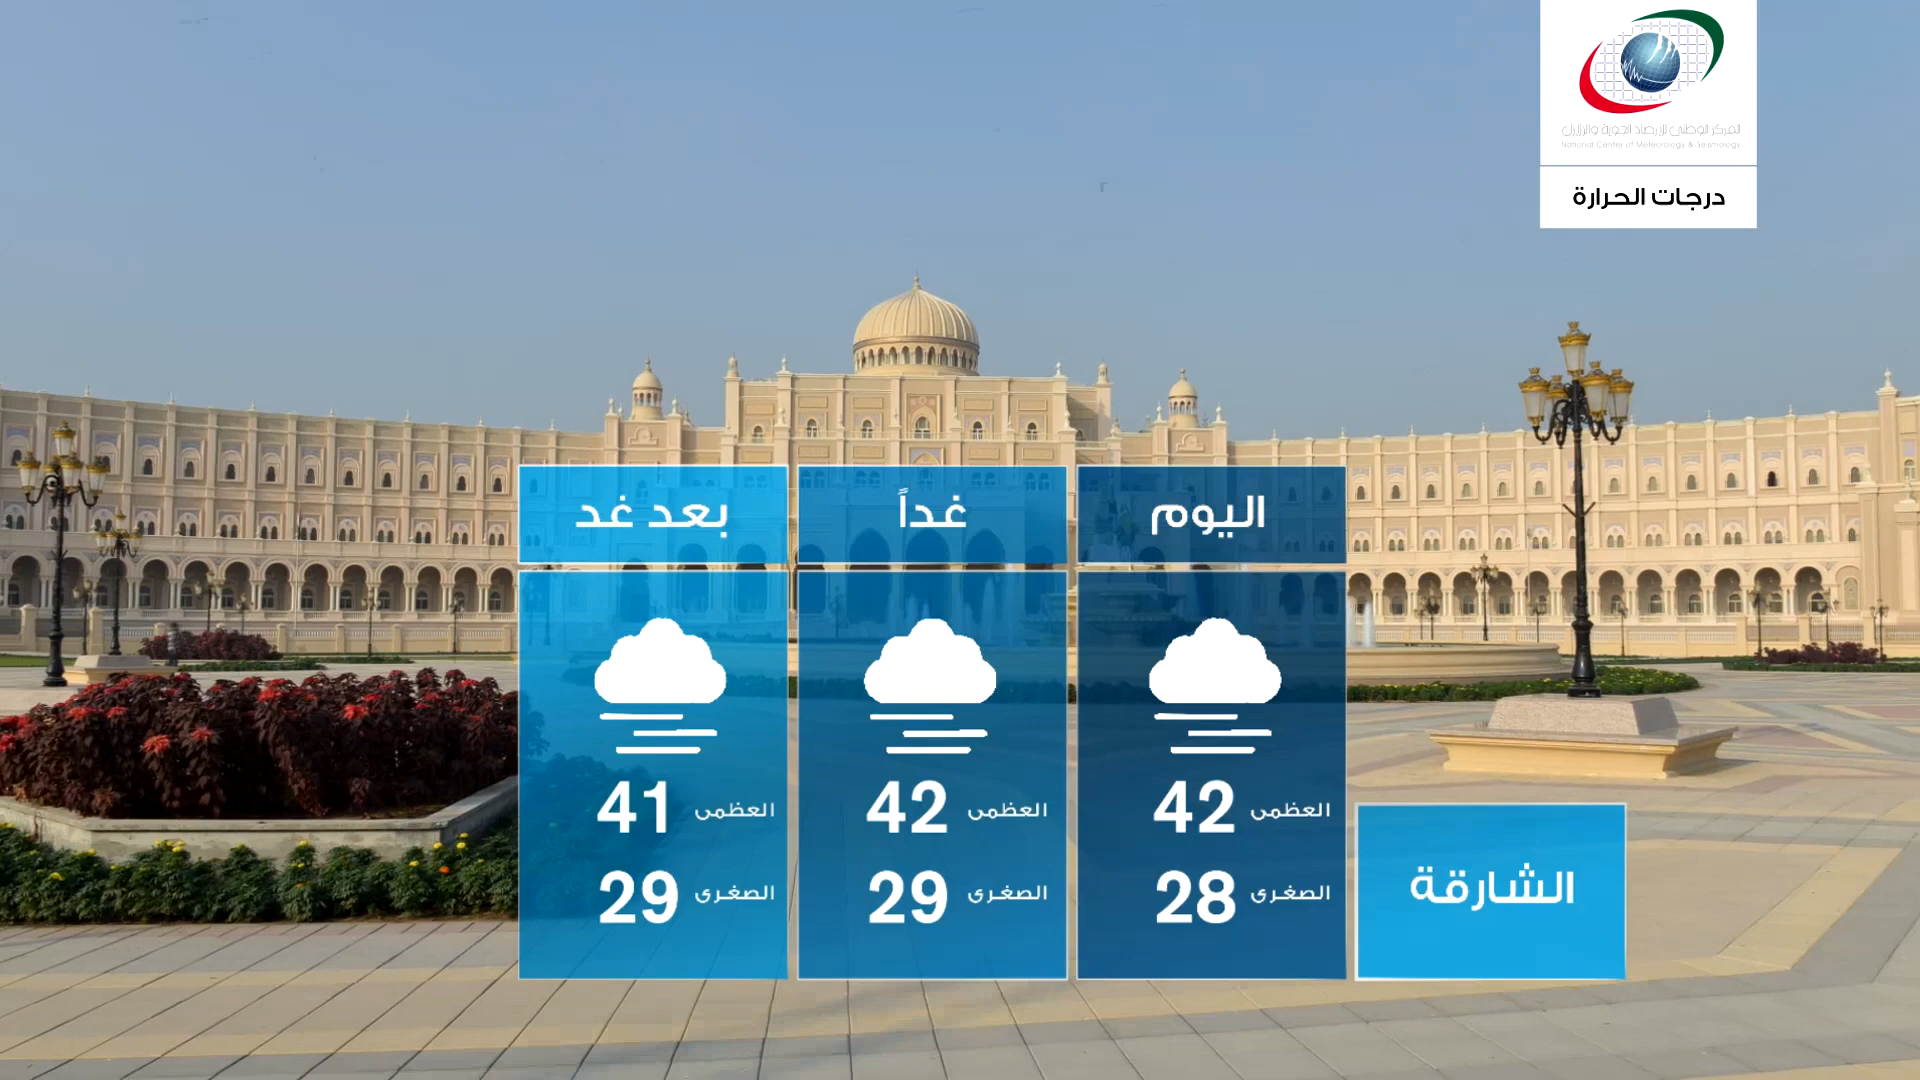 المركز الوطني للأرصاد الجوية والزلازل
National Center of Meteorology & Seismology
درجات الحرارة
اليوم
غداً
بعد غد
العظمى 42
العظمى 42
العظمى 41
الصغرى 28
الصغرى 29
الصغرى 29
الشارقة